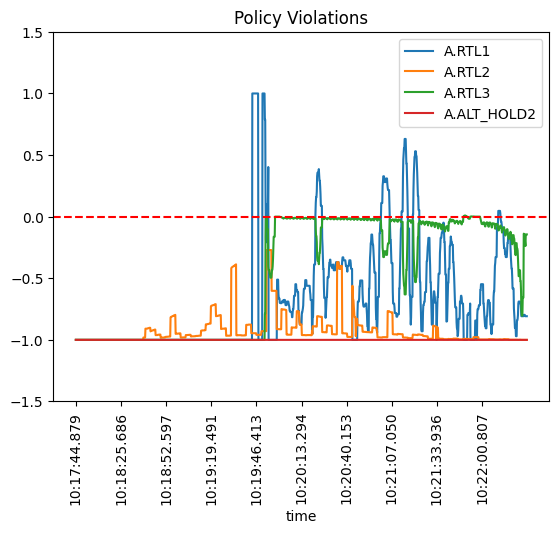 Policy Violations
1.5
1.0
0.5
0.0
−0.5
−1.0
−1.5
A.RTL1
A.RTL2
A.RTL3
A.ALT_HOLD2
10:17:44.879
10:18:25.686
10:18:52.597
10:19:19.491
10:19:46.413
10:20:13.294
10:20:40.153
10:21:07.050
10:21:33.936
10:22:00.807
time